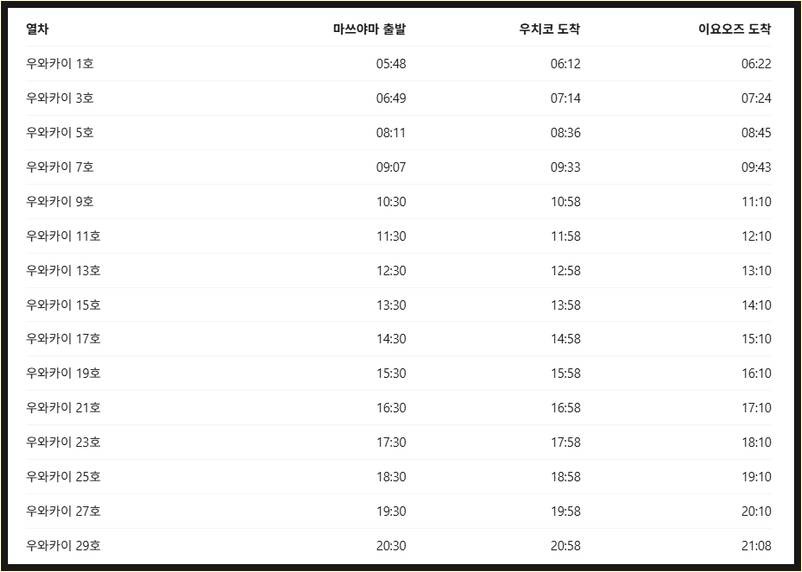 열차 마쓰야마 출발 우치코 도착 이요오즈 도착
우와카이 1호 05:48 06:12 06:22
우와카이 3호 06:49 07:14 07:24
우와카이 5호 08:11 08:36 08:45
우와카이 7호 09:07 09:33 09:43
우와카이 9호 10:30 10:58 11:10
우와카이 11호 11:30 11:58 12:10
우와카이 13호 12:30 12:58 13:10
우와카이 15호 13:30 13:58 14:10
우와카이 17호 14:30 14:58 15:10
우와카이 19호 15:30 15:58 16:10
우와카이 21호 16:30 16:58 17:10
우와카이 23호 17:30 17:58 18:10
우와카이 25호 18:30 18:58 19:10
우와카이 27호 19:30 19:58 20:10
우와카이 29호 20:30 20:58 21:08